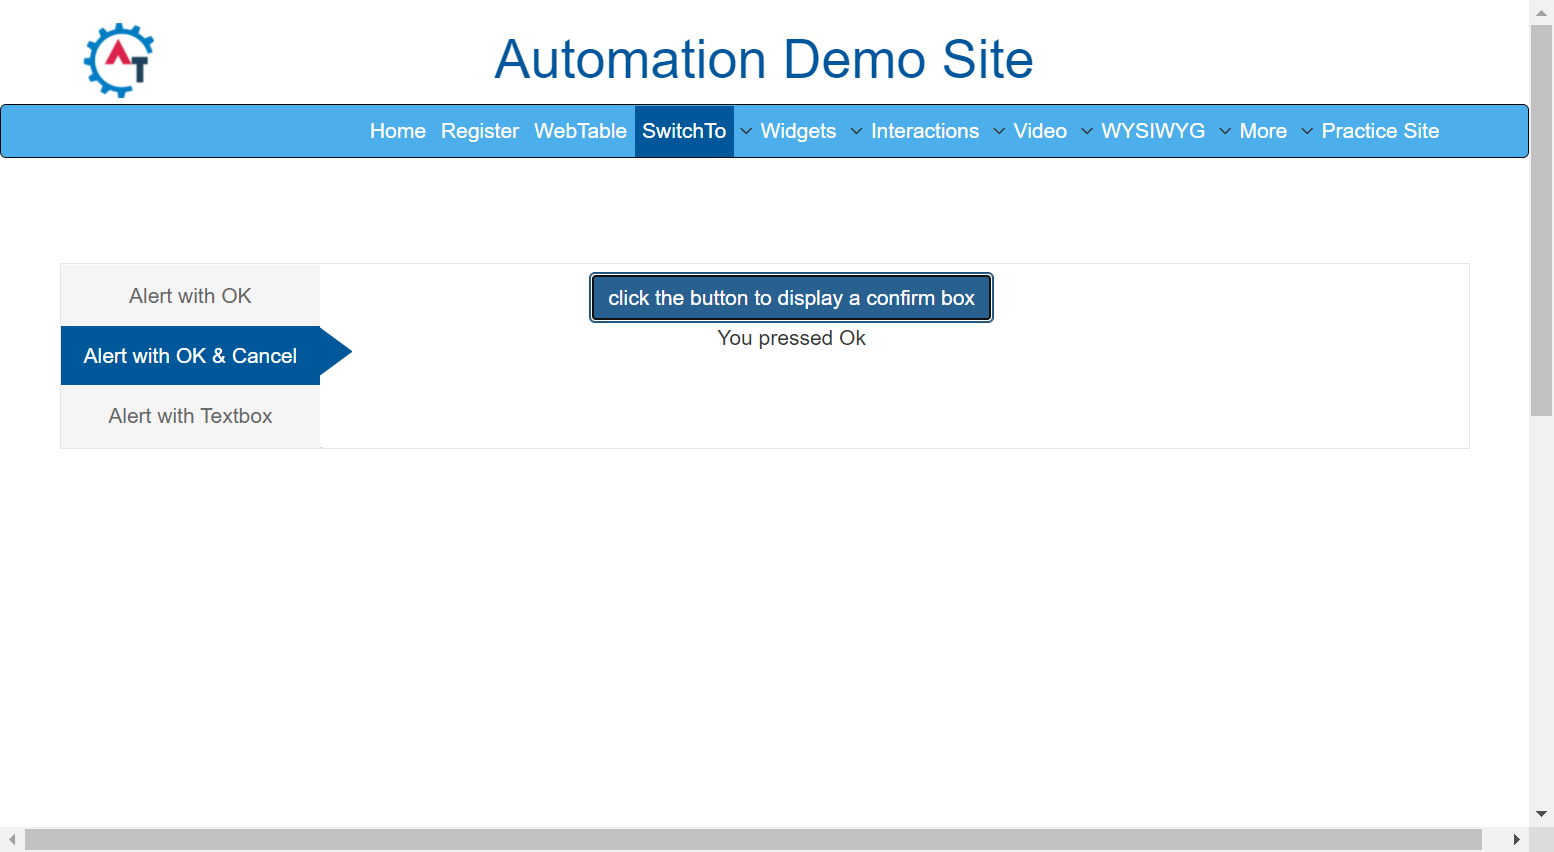 AT
Automation Demo Site
Home Register WebTable SwitchTo Widgets Interactions Video WYSIWYG More Practice Site
Alert with OK
click the button to display a confirm box
You pressed Ok
Alert with OK & Cancel
Alert with Textbox